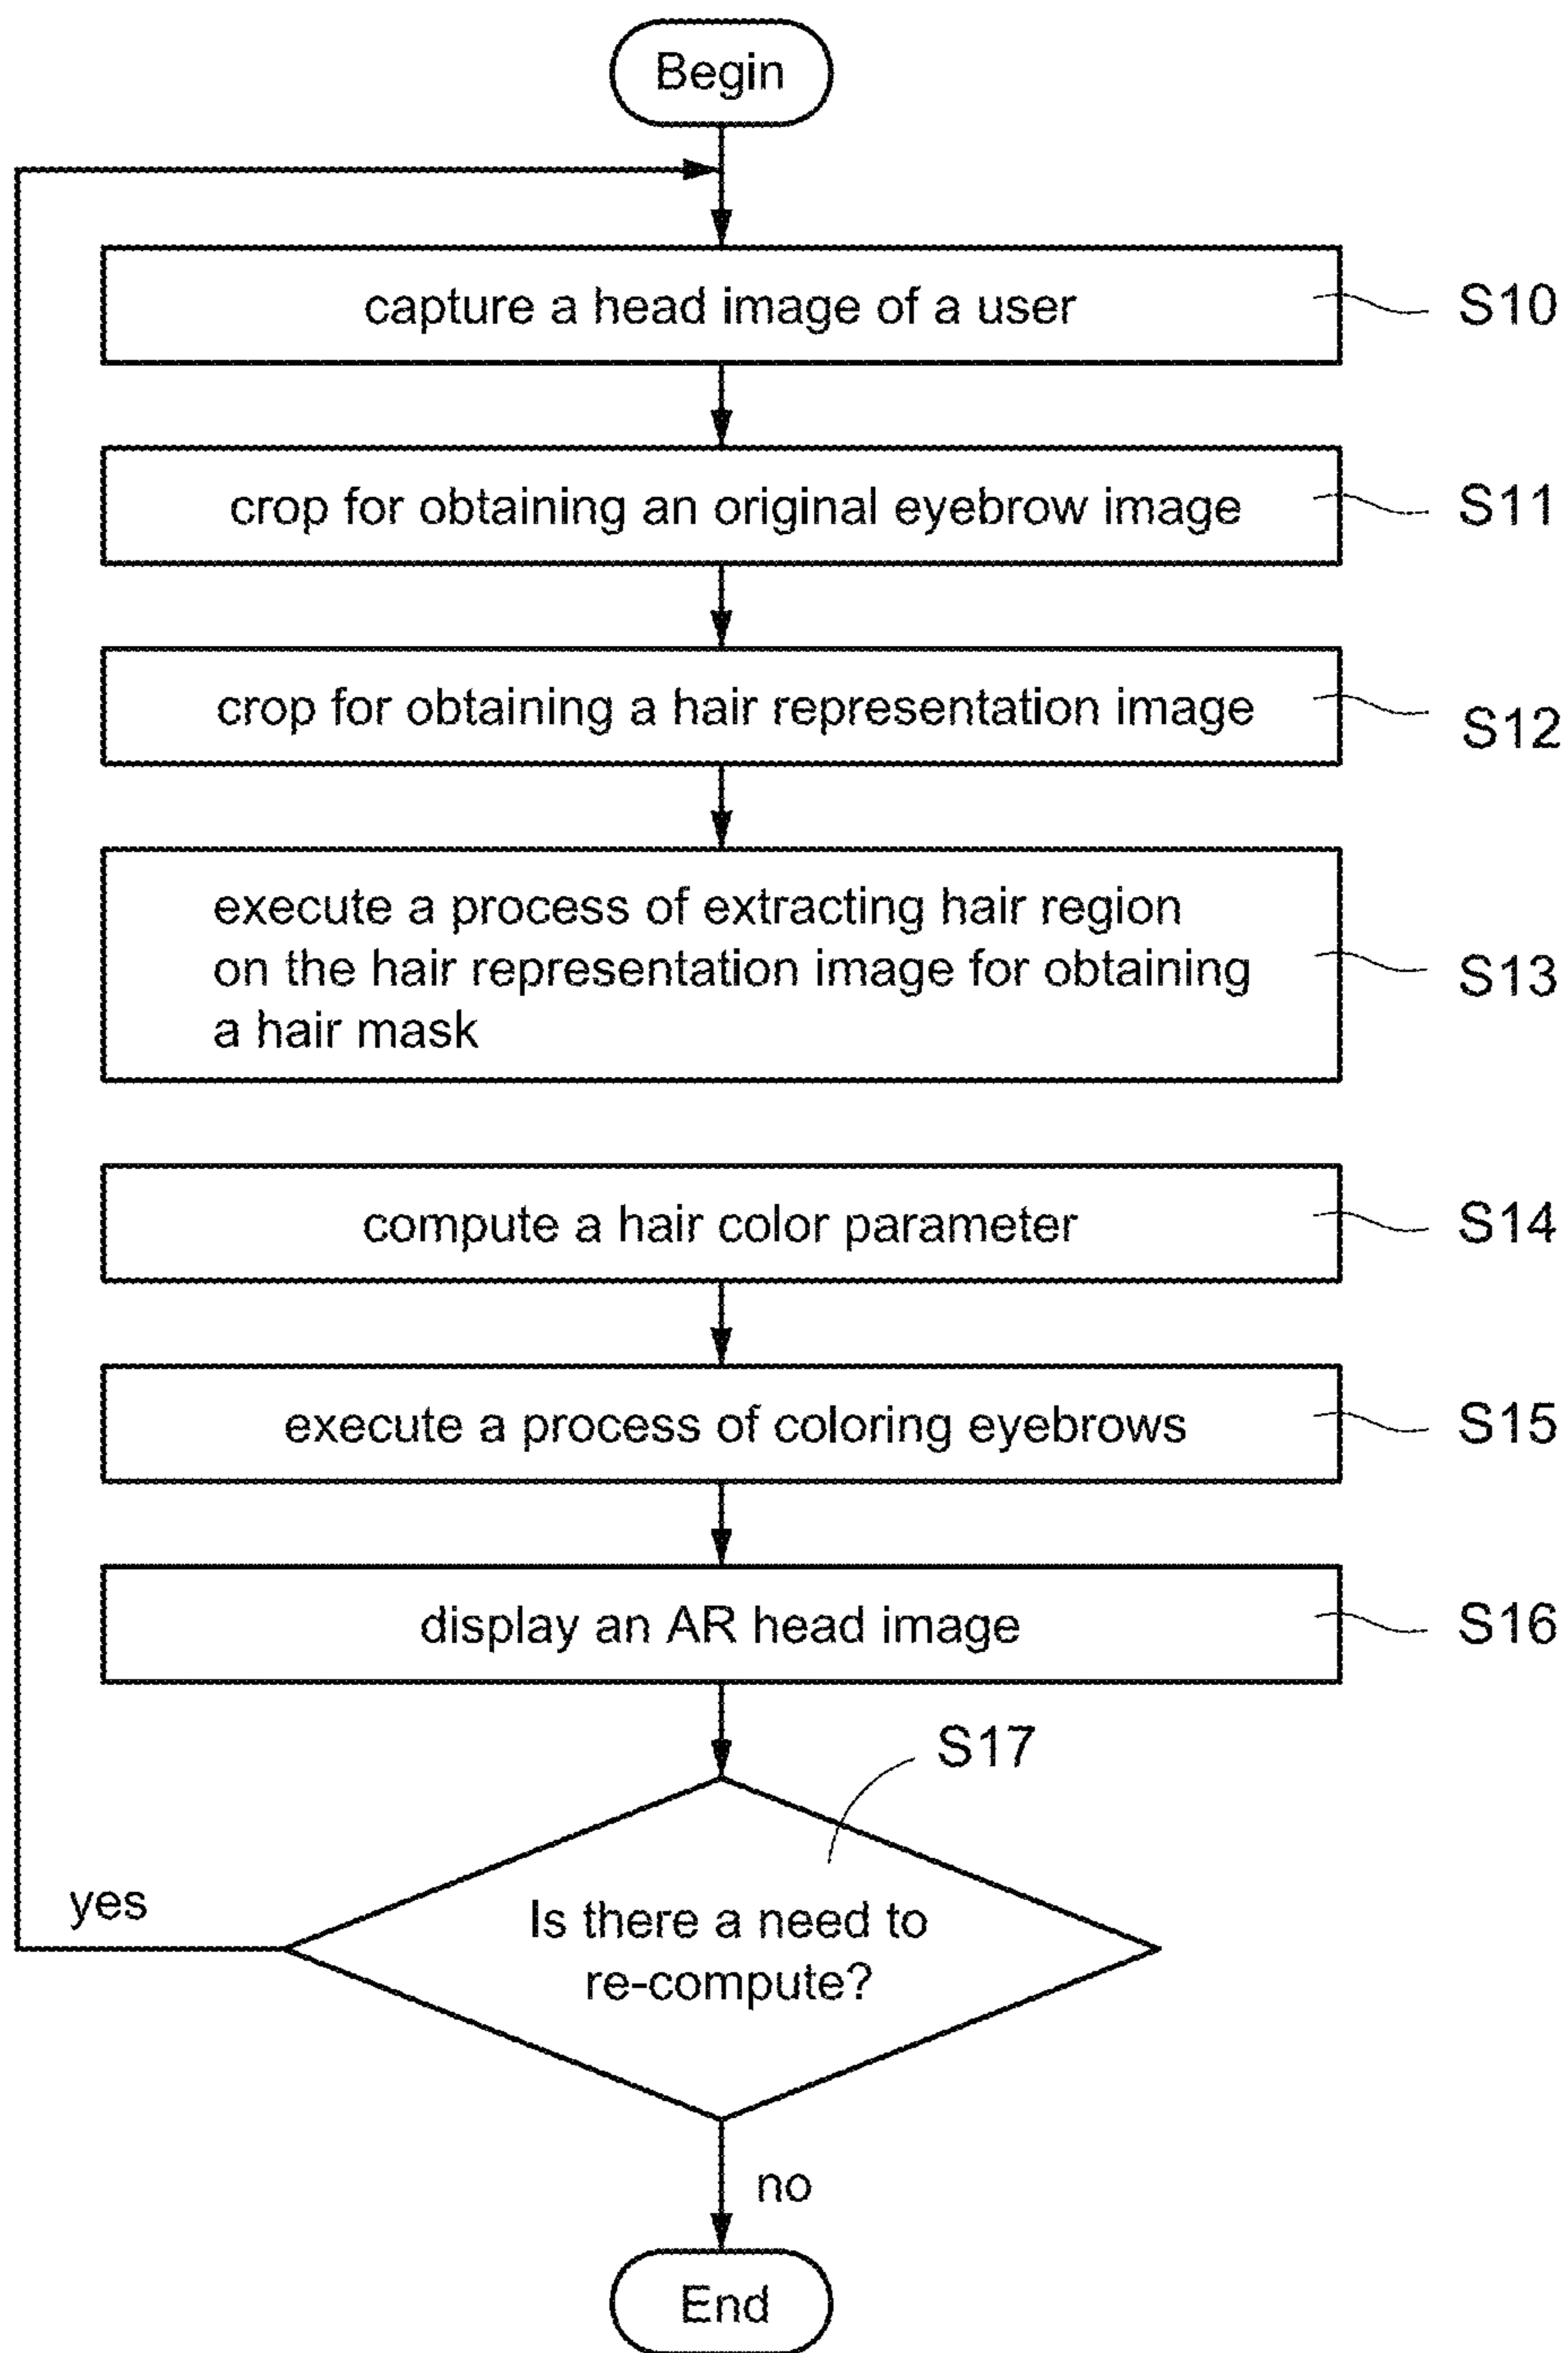 Begin
capture a head image of a user
S10
crop for obtaining an original eyebrow image
S11
crop for obtaining a hair representation image
S12
execute a process of extracting hair region
on the hair representation image for obtaining
a hair mask
S13
compute a hair color parameter
S14
execute a process of coloring eyebrows
S15
display an AR head image
S16
S17
yes
Is there a need to
re-compute?
no
End